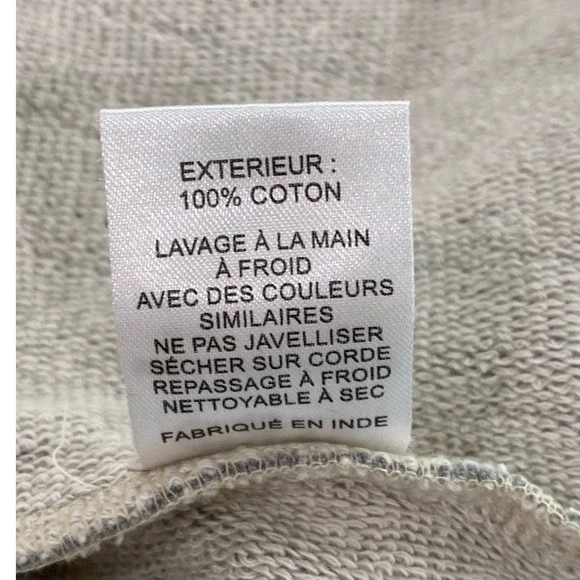 EXTERIEUR :
100% COTON
LAVAGE À LA MAIN
À FROID
AVEC DES COULEURS
SIMILAIRES
NE PAS JAVELLISER
SÉCHER SUR CORDE
REPASSAGE À FROID
NETTOYABLE À SEC
FABRIQUÉ EN INDE